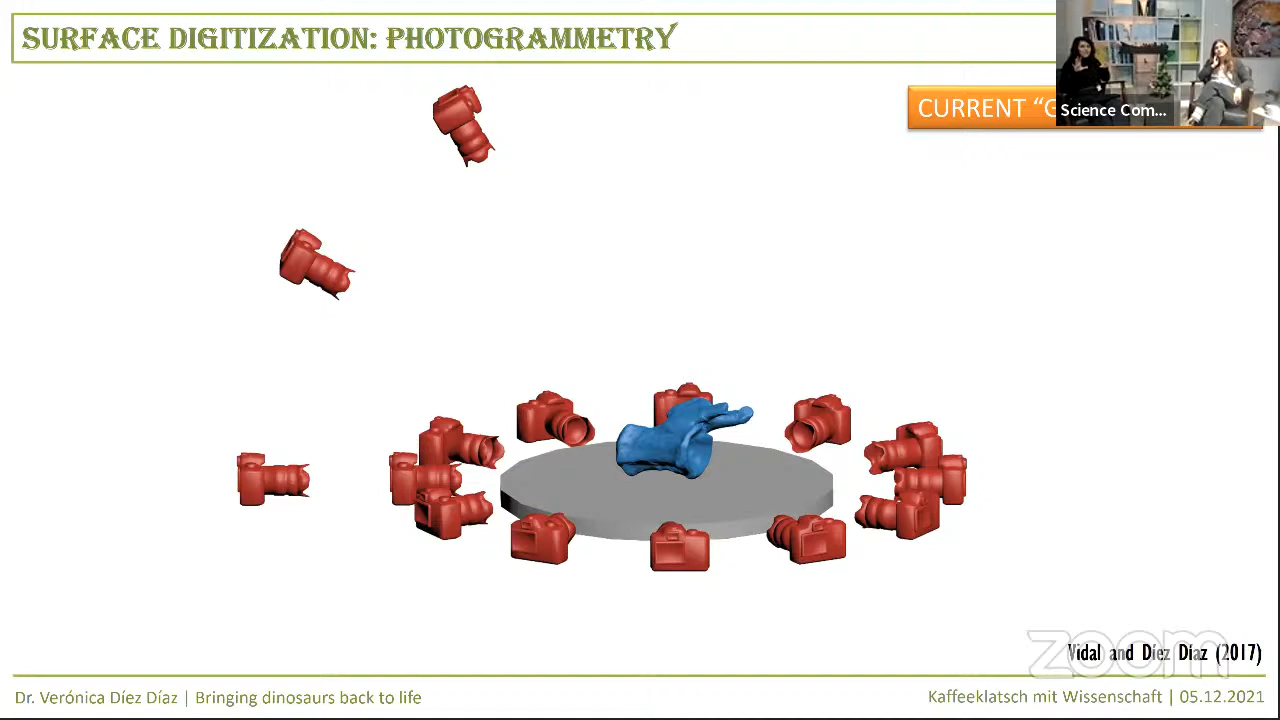 SURFACE DIGITIZATION: PHOTOGRAMMETRY
CURRENT
Science Com...
zoom
Vidal and Díez Díaz (2017)
Dr. Verónica Díez Díaz | Bringing dinosaurs back to life
Kaffeeklatsch mit Wissenschaft | 05.12.2021